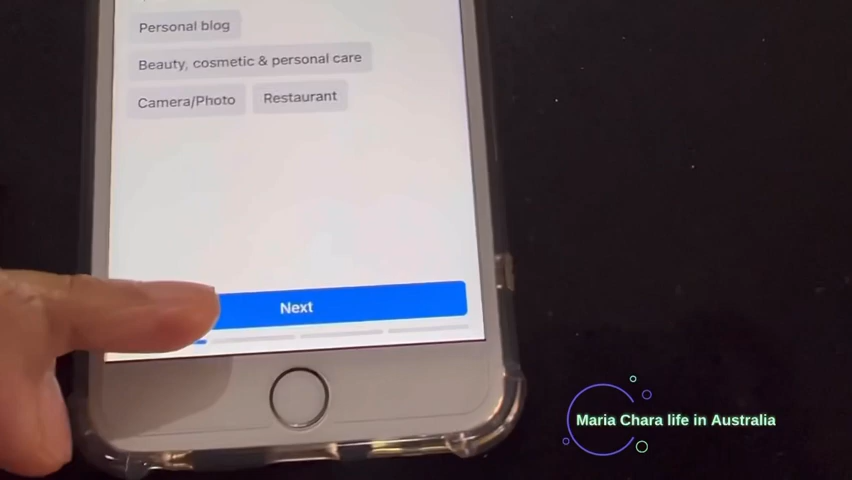 Personal blog
Beauty, cosmetic & personal care
Camera/Photo Restaurant
Next
Maria Chara life in Australia